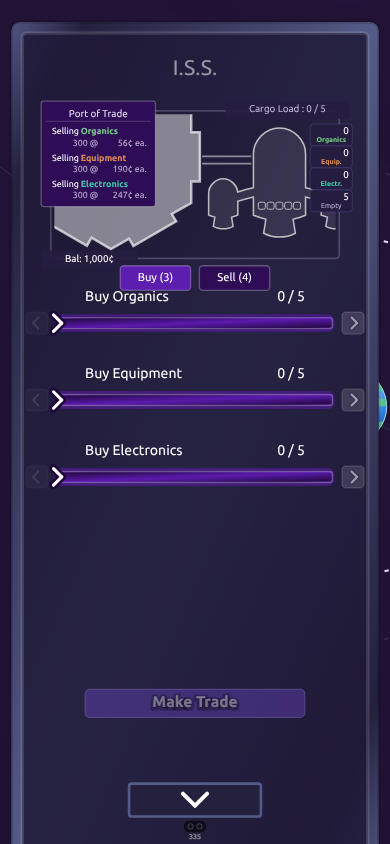 I.S.S.
Port of Trade
Selling Organics
300 @ 56¢ ea.
Selling Equipment
300 @ 190¢ ea.
Selling Electronics
300 @ 247¢ ea.
Cargo Load : 0 / 5
0
Organics
0
Equip.
0
Electr.
5
Empty
Bal: 1,000¢
Buy (3)
Sell (4)
Buy Organics 0 / 5
Buy Equipment 0 / 5
Buy Electronics 0 / 5
Make Trade
335